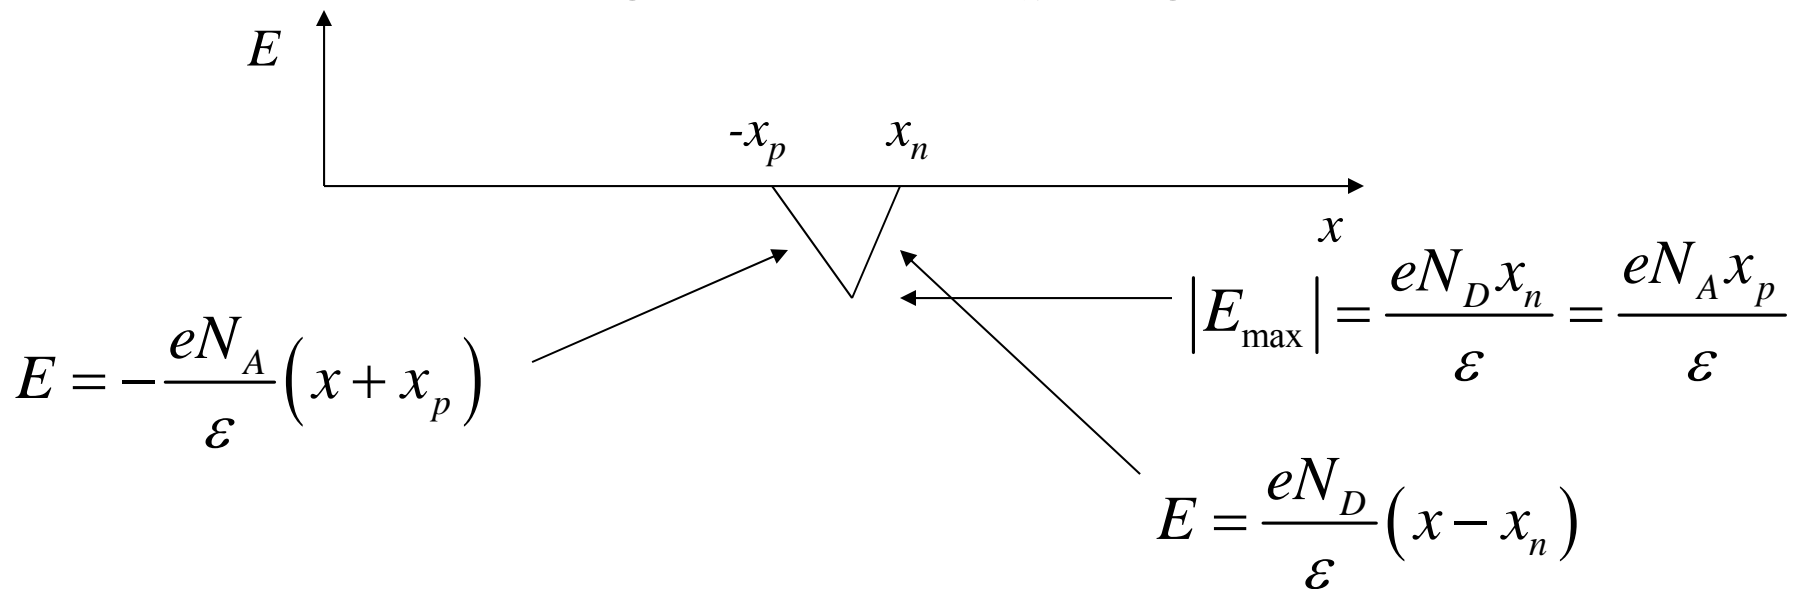 E
-x_p x_n
x
|E_max| = eN_D x_n / ε = eN_A x_p / ε
E = − eN_A / ε (x + x_p)
E = eN_D / ε (x − x_n)